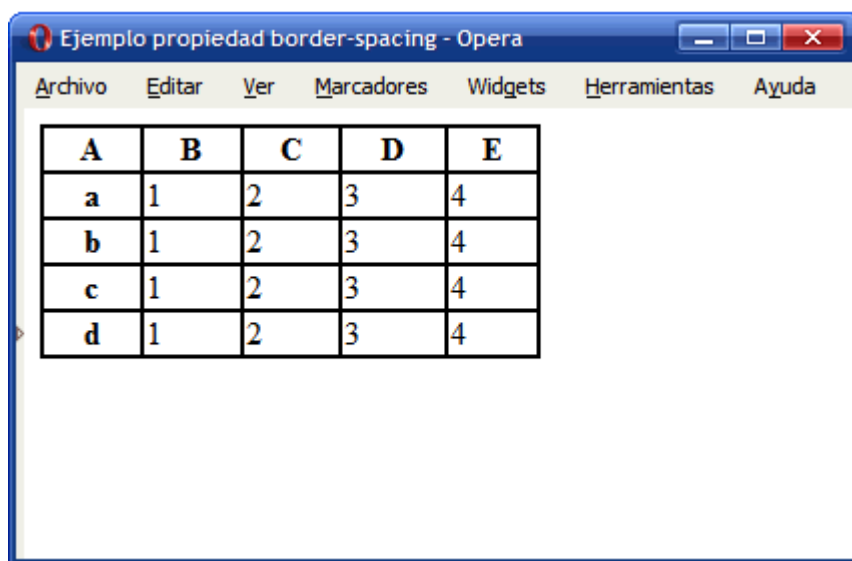 Ejemplo propiedad border-spacing - Opera
Archivo Editar Ver Marcadores Widgets Herramientas Ayuda
A B C D E
a 1 2 3 4
b 1 2 3 4
c 1 2 3 4
d 1 2 3 4